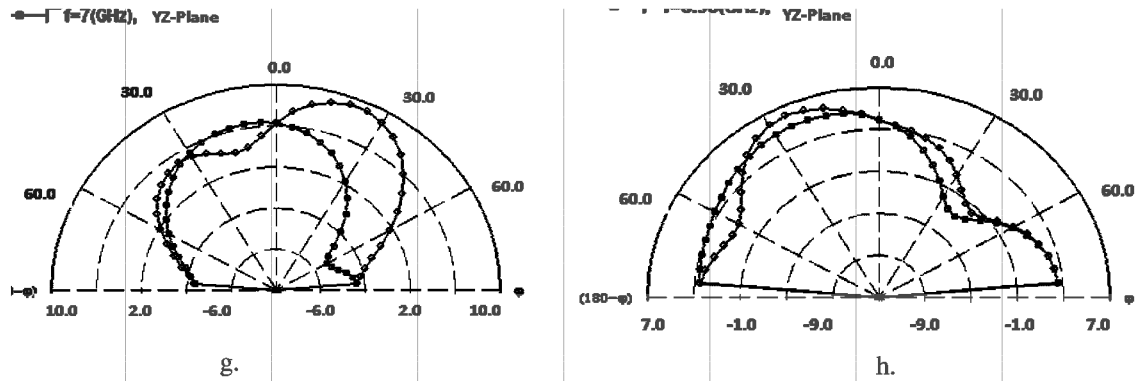 f=7(GHz), YZ-Plane
0.0
30.0 30.0
60.0 60.0
φ
10.0 2.0 -6.0 -6.0 2.0 10.0
g.
YZ-Plane
0.0
30.0 30.0
60.0 60.0
(180-φ) φ
7.0 -1.0 -9.0 -9.0 -1.0 7.0
h.